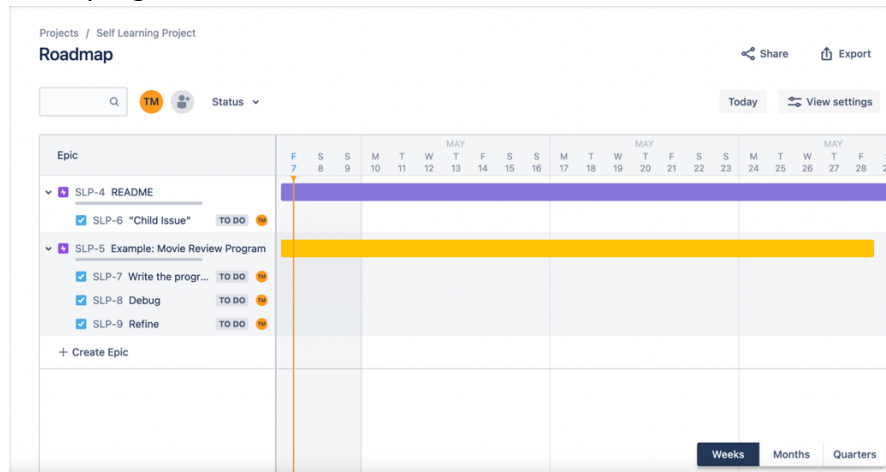 Projects / Self Learning Project
Roadmap
Share Export
TM Status
Today View settings
MAY MAY MAY
Epic F S S M T W T F S S M T W T F S S M T W T F
7 8 9 10 11 12 13 14 15 16 17 18 19 20 21 22 23 24 25 26 27 28
SLP-4 README
SLP-6 "Child Issue" TO DO TM
SLP-5 Example: Movie Review Program
SLP-7 Write the progr... TO DO TM
SLP-8 Debug TO DO TM
SLP-9 Refine TO DO TM
+ Create Epic
Weeks Months Quarters